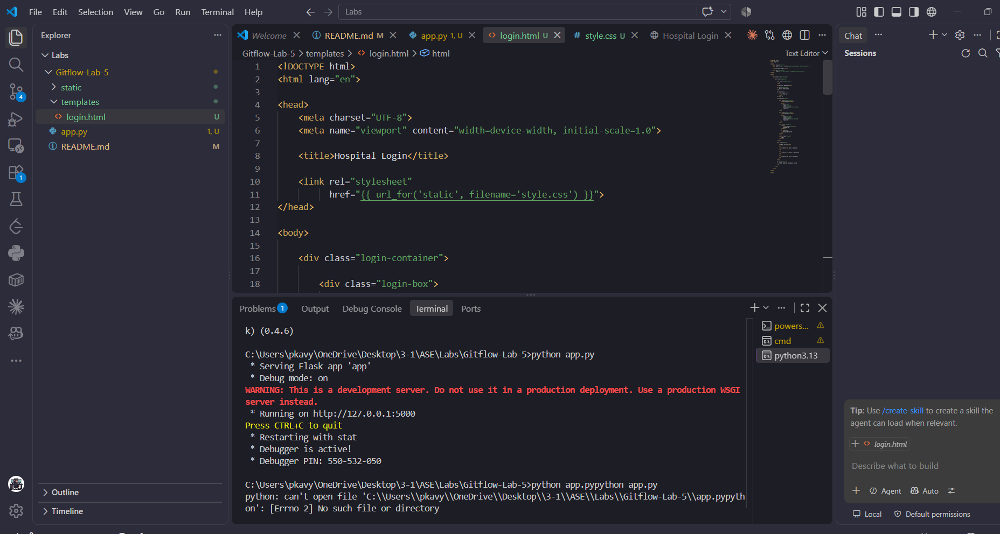 File Edit Selection View Go Run Terminal Help
Labs
Explorer
Labs
Gitflow-Lab-5
static
templates
login.html U
app.py 1, U
README.md M
4
1
Outline
Timeline
Welcome
README.md M
app.py 1, U
login.html U
# style.css U
Hospital Login
Gitflow-Lab-5 > templates > login.html > html
Text Editor
1 <!DOCTYPE html>
2 <html lang="en">
3
4 <head>
5 <meta charset="UTF-8">
6 <meta name="viewport" content="width=device-width, initial-scale=1.0">
7
8 <title>Hospital Login</title>
9
10 <link rel="stylesheet"
11 href="{{ url_for('static', filename='style.css') }}">
12 </head>
13
14 <body>
15
16 <div class="login-container">
17
18 <div class="login-box">
Problems 1 Output Debug Console Terminal Ports
k) (0.4.6)
C:\Users\pkavy\OneDrive\Desktop\3-1\ASE\Labs\Gitflow-Lab-5>python app.py
* Serving Flask app 'app'
* Debug mode: on
WARNING: This is a development server. Do not use it in a production deployment. Use a production WSGI
server instead.
* Running on http://127.0.0.1:5000
Press CTRL+C to quit
* Restarting with stat
* Debugger is active!
* Debugger PIN: 550-532-050
C:\Users\pkavy\OneDrive\Desktop\3-1\ASE\Labs\Gitflow-Lab-5>python app.pypython app.py
python: can't open file 'C:\\Users\\pkavy\\OneDrive\\Desktop\\3-1\\ASE\\Labs\\Gitflow-Lab-5\\app.pypyth
on': [Errno 2] No such file or directory
powers...
cmd
python3.13
Chat
Sessions
Tip: Use /create-skill to create a skill the
agent can load when relevant.
login.html
Describe what to build
Agent Auto
Local Default permissions